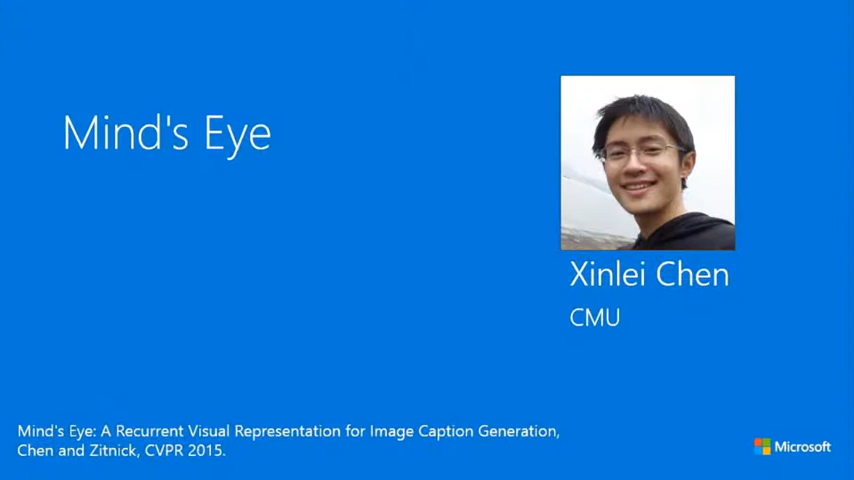 Mind's Eye
Xinlei Chen
CMU
Mind's Eye: A Recurrent Visual Representation for Image Caption Generation,
Chen and Zitnick, CVPR 2015.
Microsoft